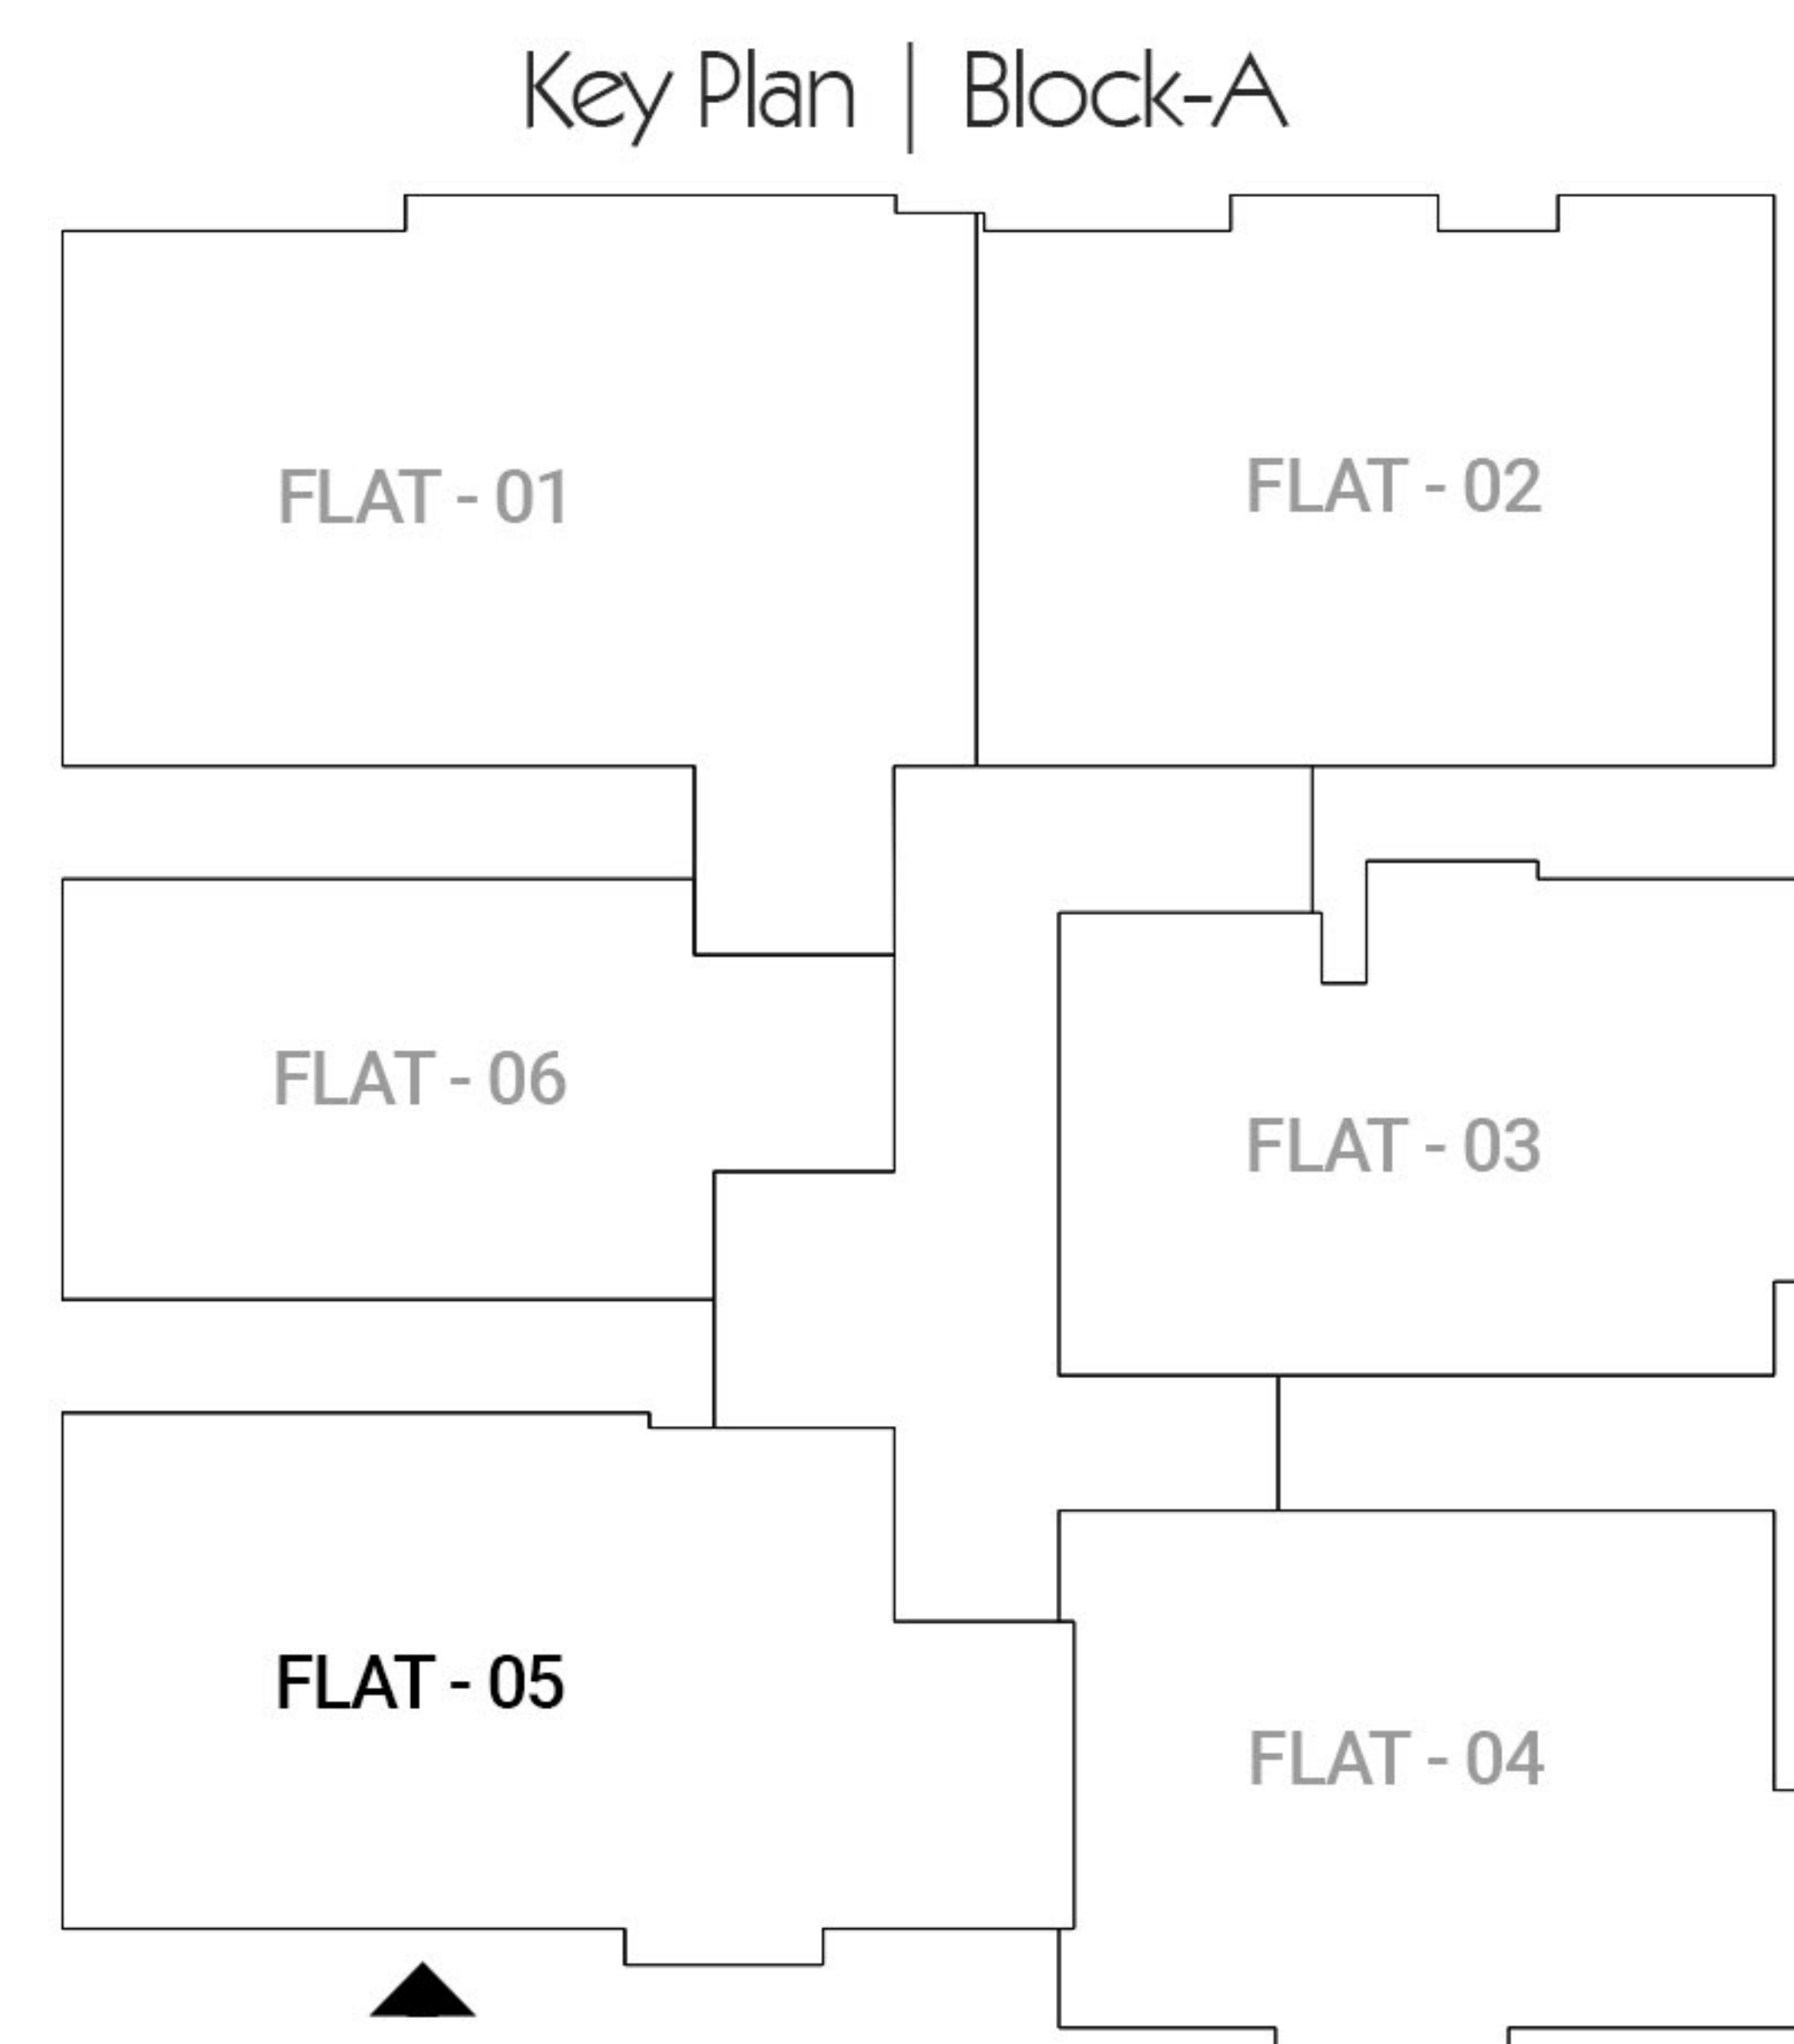 Key Plan | Block-A
FLAT - 01
FLAT - 02
FLAT - 06
FLAT - 03
FLAT - 05
FLAT - 04